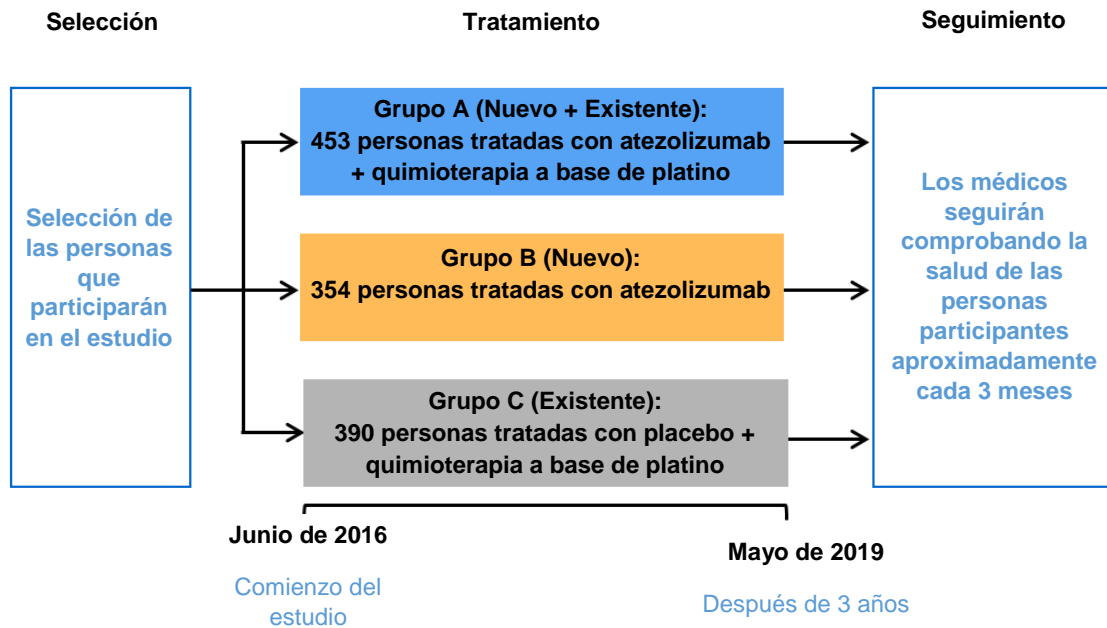 Selección
Tratamiento
Seguimiento
Selección de
las personas
que
participarán
en el estudio
Grupo A (Nuevo + Existente):
453 personas tratadas con atezolizumab
+ quimioterapia a base de platino
Grupo B (Nuevo):
354 personas tratadas con atezolizumab
Grupo C (Existente):
390 personas tratadas con placebo +
quimioterapia a base de platino
Los médicos
seguirán
comprobando la
salud de las
personas
participantes
aproximadamente
cada 3 meses
Junio de 2016
Comienzo del
estudio
Mayo de 2019
Después de 3 años